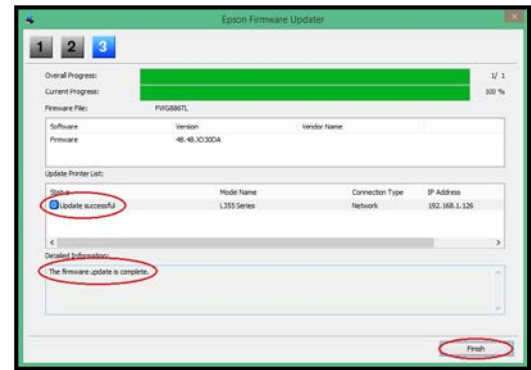 Epson Firmware Updater
1 2 3
Overall Progress: 1/ 1
Current Progress: 100 %
Firmware File: FWG886TL
Software Version Vendor Name
Firmware 48.48.XD30DA
Update Printer List:
Status Model Name Connection Type IP Address
Update successful L355 Series Network 192.168.1.126
Detailed Information:
The firmware update is complete.
Finish